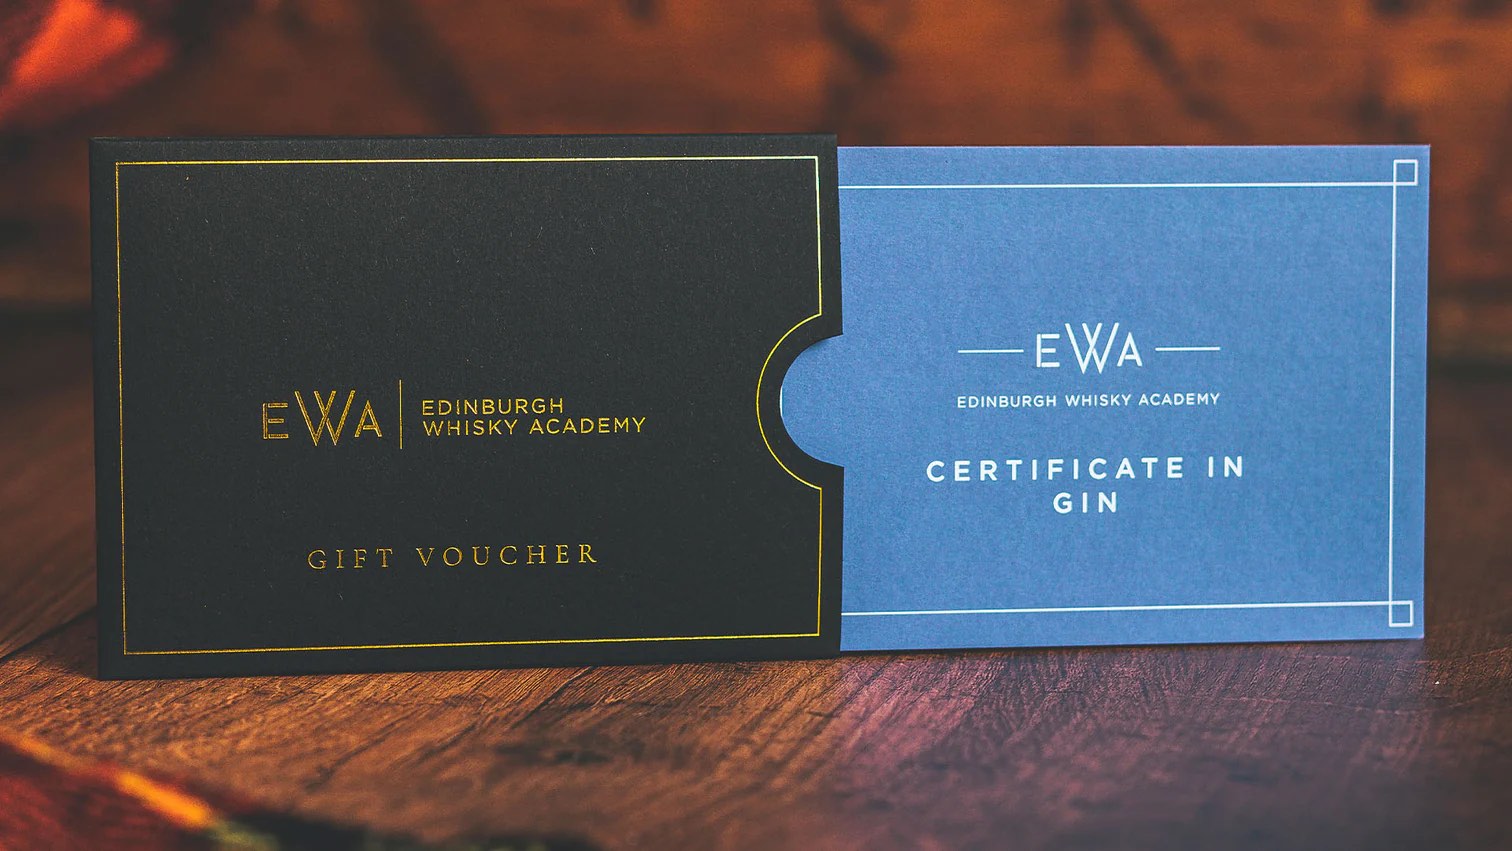 EWA
EDINBURGH
WHISKY ACADEMY
GIFT VOUCHER
EWA
EDINBURGH WHISKY ACADEMY
CERTIFICATE IN
GIN